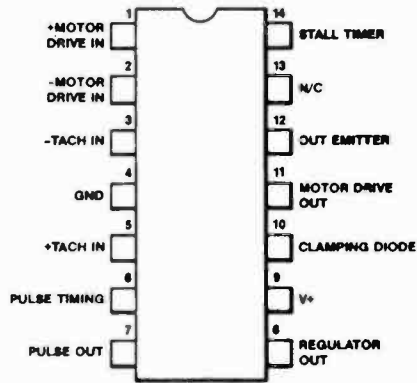 1 14
+MOTOR STALL TIMER
DRIVE IN
2 13
-MOTOR N/C
DRIVE IN
3 12
-TACH IN OUT EMITTER
4 11
GND MOTOR DRIVE
OUT
5 10
+TACH IN CLAMPING DIODE
6 9
PULSE TIMING V+
7 8
PULSE OUT REGULATOR
OUT